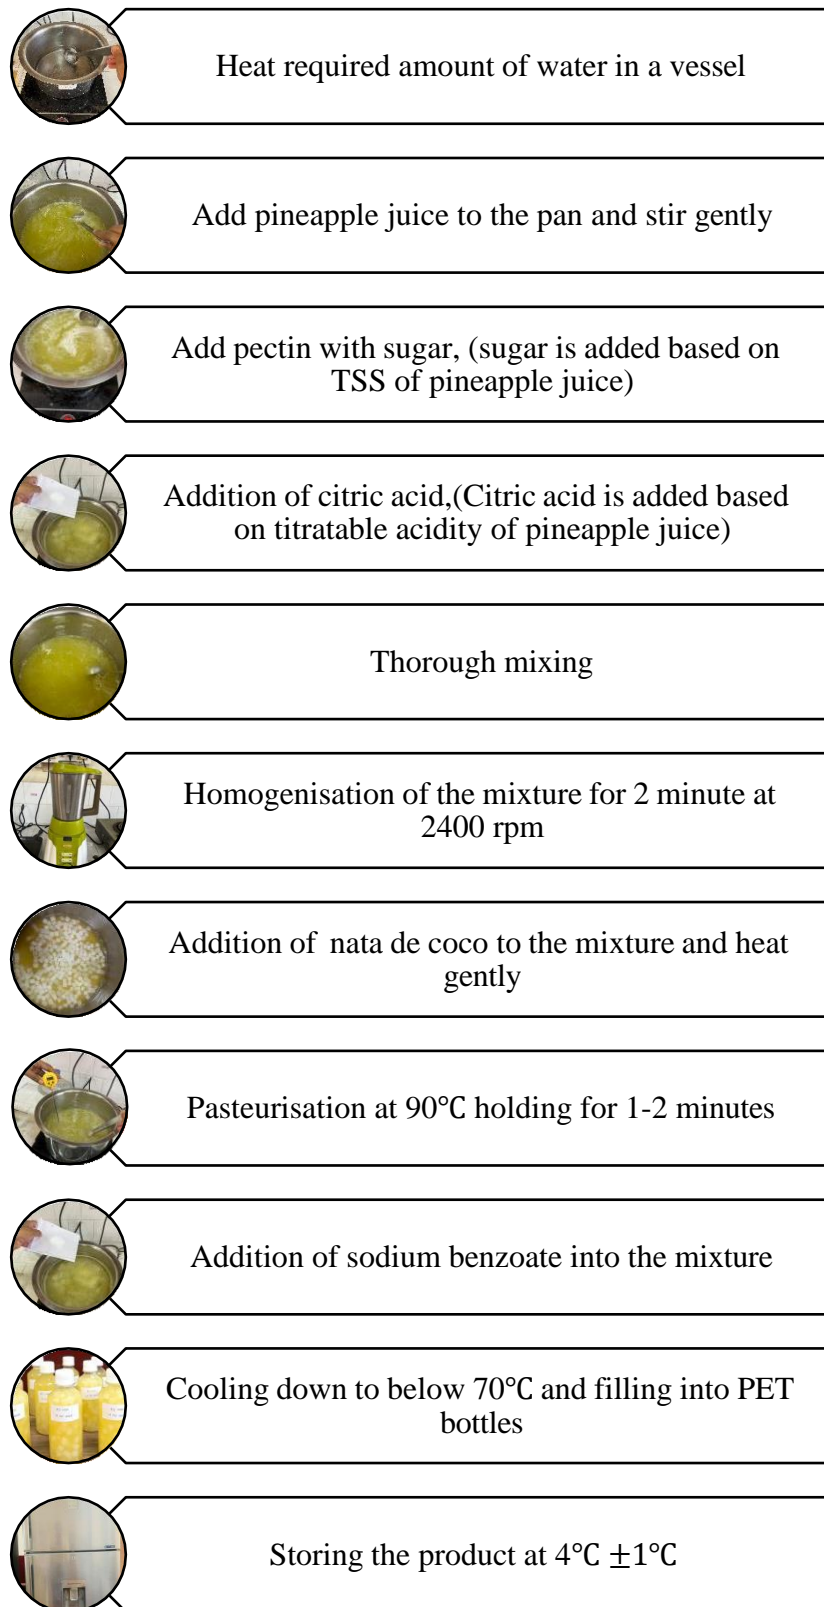 Heat required amount of water in a vessel
Add pineapple juice to the pan and stir gently
Add pectin with sugar, (sugar is added based on
TSS of pineapple juice)
Addition of citric acid,(Citric acid is added based
on titratable acidity of pineapple juice)
Thorough mixing
Homogenisation of the mixture for 2 minute at
2400 rpm
Addition of  nata de coco to the mixture and heat
gently
Pasteurisation at 90℃ holding for 1-2 minutes
Addition of sodium benzoate into the mixture
Cooling down to below 70℃ and filling into PET
bottles
Storing the product at 4℃ ±1℃